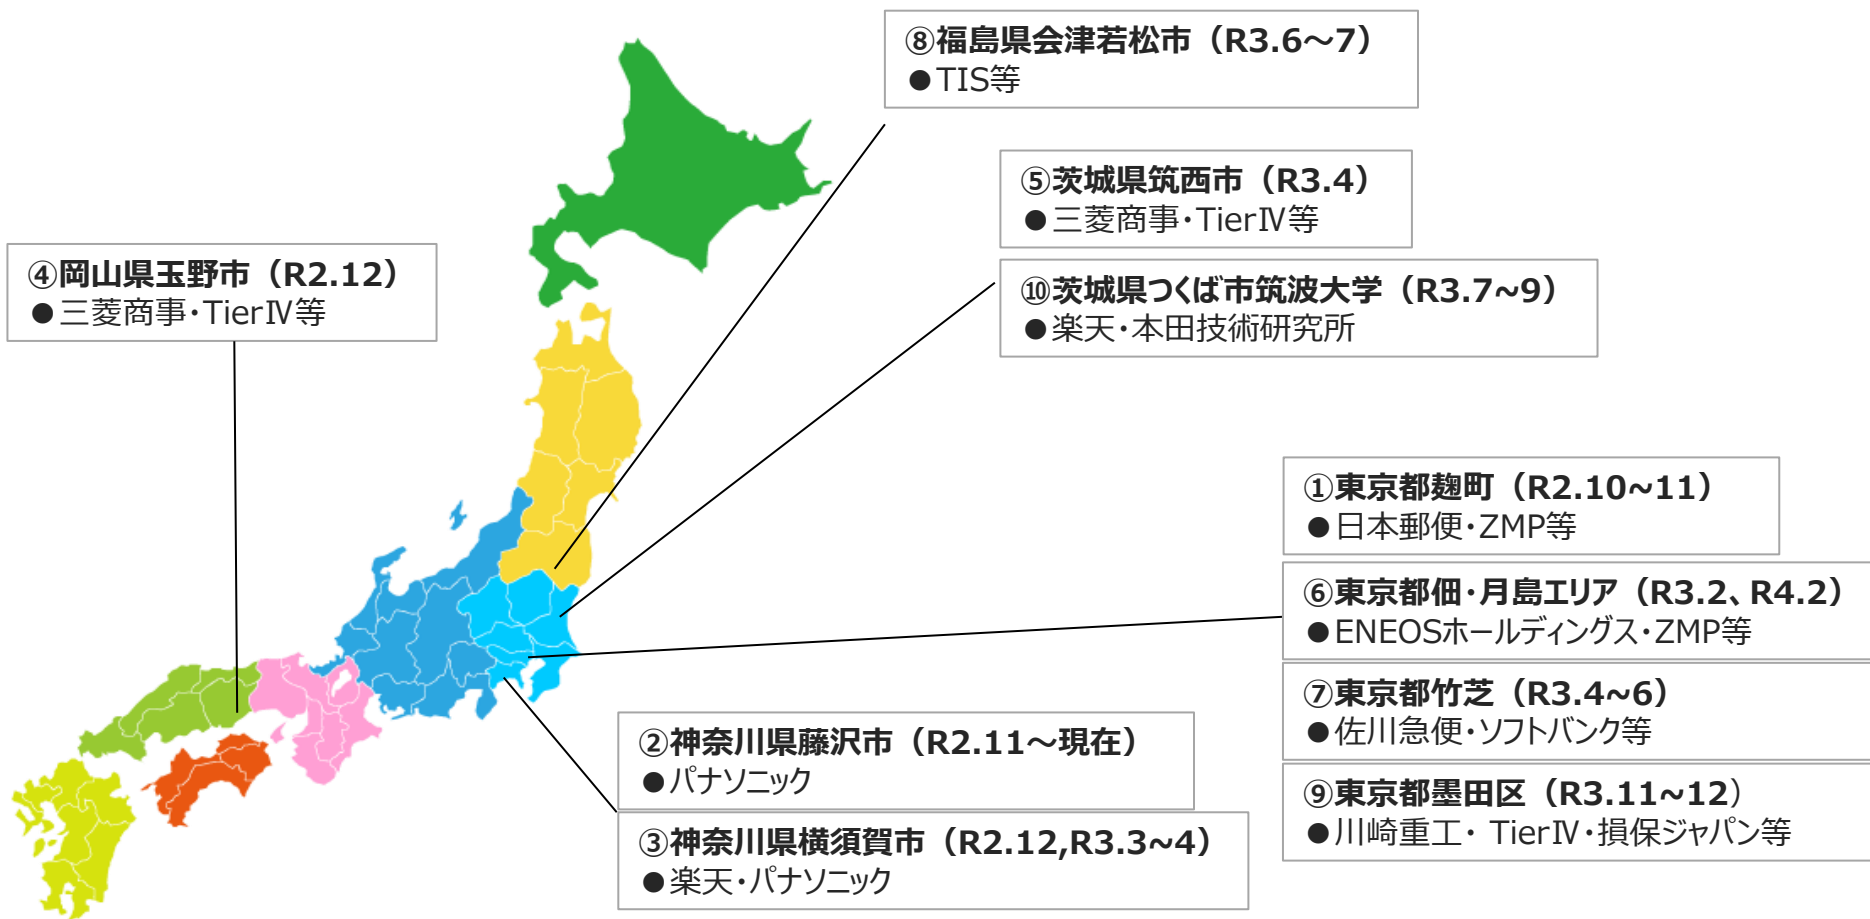 ⑧福島県会津若松市（R3.6～7）
●TIS等
⑤茨城県筑西市（R3.4）
●三菱商事・TierⅣ等
④岡山県玉野市（R2.12）
●三菱商事・TierⅣ等
⑩茨城県つくば市筑波大学（R3.7~9）
●楽天・本田技術研究所
①東京都麹町（R2.10~11）
●日本郵便・ZMP等
⑥東京都佃・月島エリア（R3.2、R4.2）
●ENEOSホールディングス・ZMP等
⑦東京都竹芝（R3.4~6）
●佐川急便・ソフトバンク等
②神奈川県藤沢市（R2.11～現在）
●パナソニック
⑨東京都墨田区（R3.11~12）
●川崎重工・ TierⅣ・損保ジャパン等
③神奈川県横須賀市（R2.12,R3.3~4）
●楽天・パナソニック